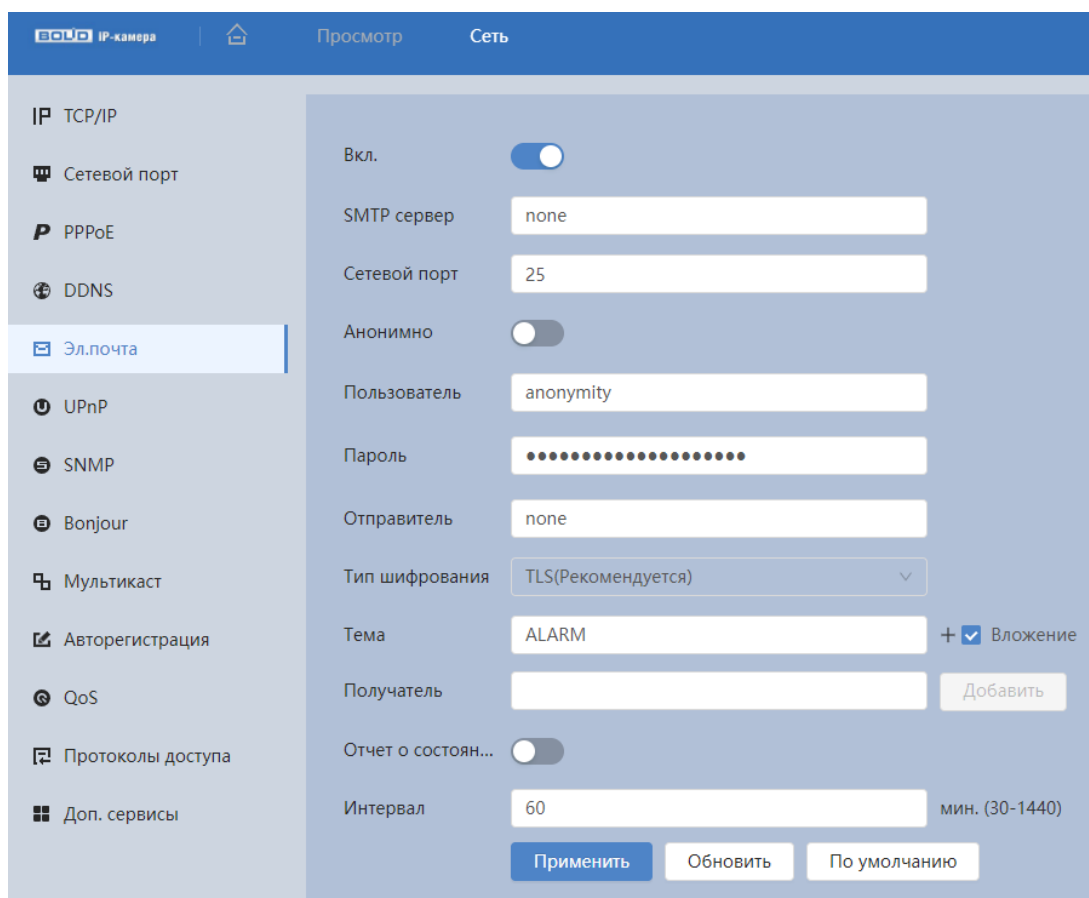 BOLID IP-камера
Просмотр
Сеть
TCP/IP
Сетевой порт
PPPoE
DDNS
Эл.почта
UPnP
SNMP
Bonjour
Мультикаст
Авторегистрация
QoS
Протоколы доступа
Доп. сервисы
Вкл.
SMTP сервер
none
Сетевой порт
25
Анонимно
Пользователь
anonymity
Пароль
••••••••••••••••••••
Отправитель
none
Тип шифрования
TLS(Рекомендуется)
Тема
ALARM
+ Вложение
Получатель
Добавить
Отчет о состоян...
Интервал
60
мин. (30-1440)
Применить
Обновить
По умолчанию